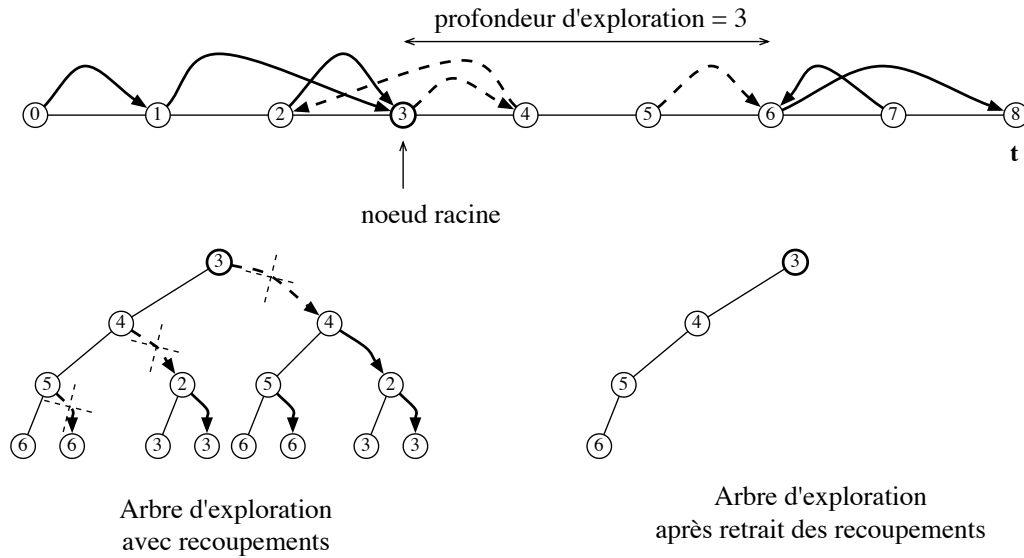 profondeur d'exploration = 3
0 1 2 3 4 5 6 7 8
t
noeud racine
3 3
4 4 4
5 2 5 2 5
6 6 3 3 6 6 3 3 6
Arbre d'exploration
avec recoupements
Arbre d'exploration
après retrait des recoupements